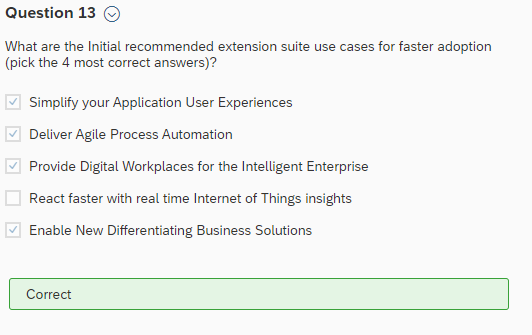 Question 13
What are the Initial recommended extension suite use cases for faster adoption
(pick the 4 most correct answers)?
Simplify your Application User Experiences
Deliver Agile Process Automation
Provide Digital Workplaces for the Intelligent Enterprise
React faster with real time Internet of Things insights
Enable New Differentiating Business Solutions
Correct